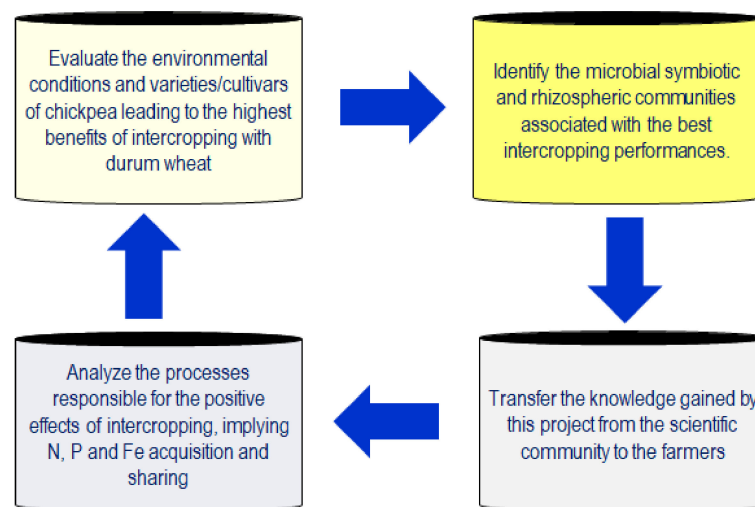 Evaluate the environmental
conditions and varieties/cultivars
of chickpea leading to the highest
benefits of intercropping with
durum wheat
Identify the microbial symbiotic
and rhizospheric communities
associated with the best
intercropping performances.
Analyze the processes
responsible for the positive
effects of intercropping, implying
N, P and Fe acquisition and
sharing
Transfer the knowledge gained by
this project from the scientific
community to the farmers